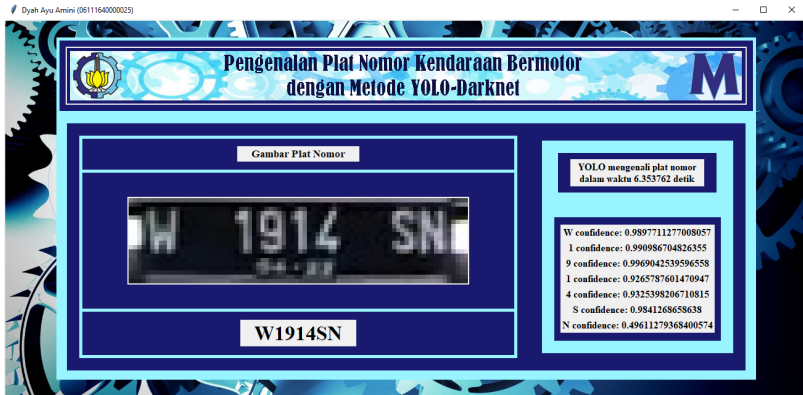 Dyah Ayu Amini (06111640000025)
Pengenalan Plat Nomor Kendaraan Bermotor
dengan Metode YOLO-Darknet
M
Gambar Plat Nomor
W 1914 SN
W1914SN
YOLO mengenali plat nomor
dalam waktu 6.353762 detik
W confidence: 0.9897711277008057
1 confidence: 0.990986704826355
9 confidence: 0.9969042539596558
1 confidence: 0.9265787601470947
4 confidence: 0.9325398206710815
S confidence: 0.9841268658638
N confidence: 0.49611279368400574